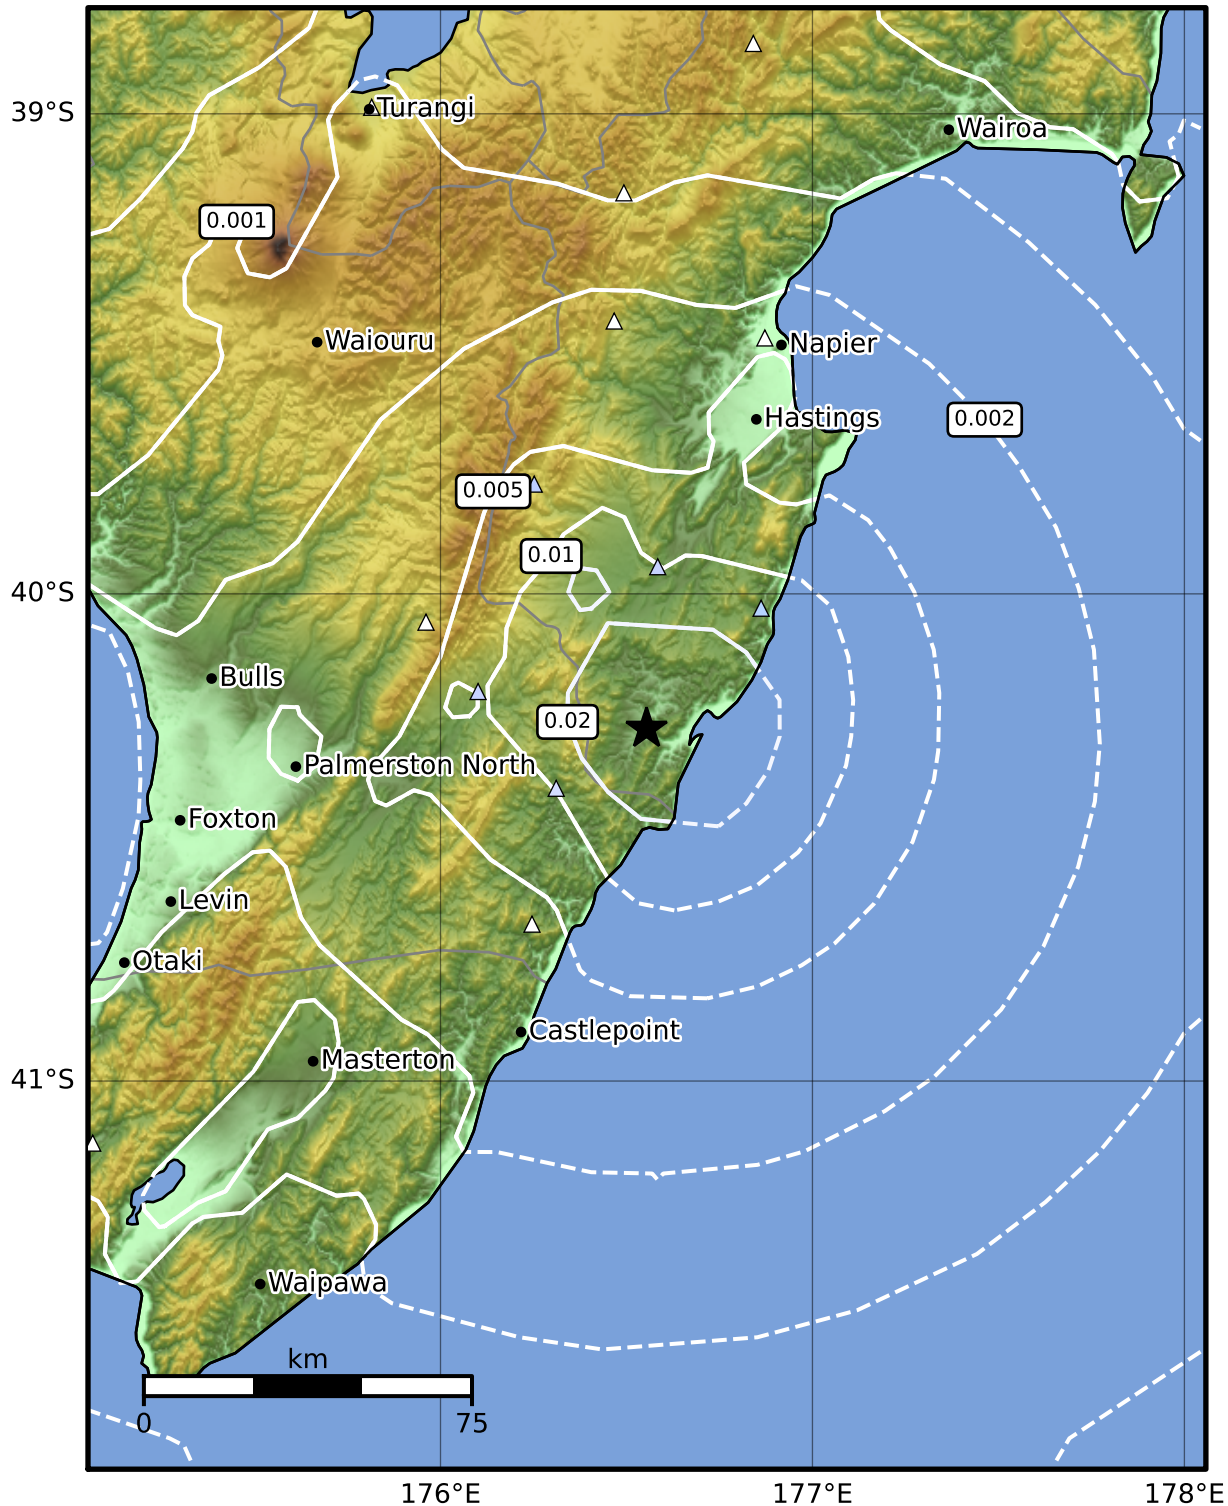 39°S
Turangi
Wairoa
0.001
Waiouru
Napier
Hastings
0.002
0.005
0.01
40°S
Bulls
0.02
Palmerston North
Foxton
Levin
Otaki
Castlepoint
Masterton
41°S
Waipawa
km
0 75
176°E 177°E 178°E